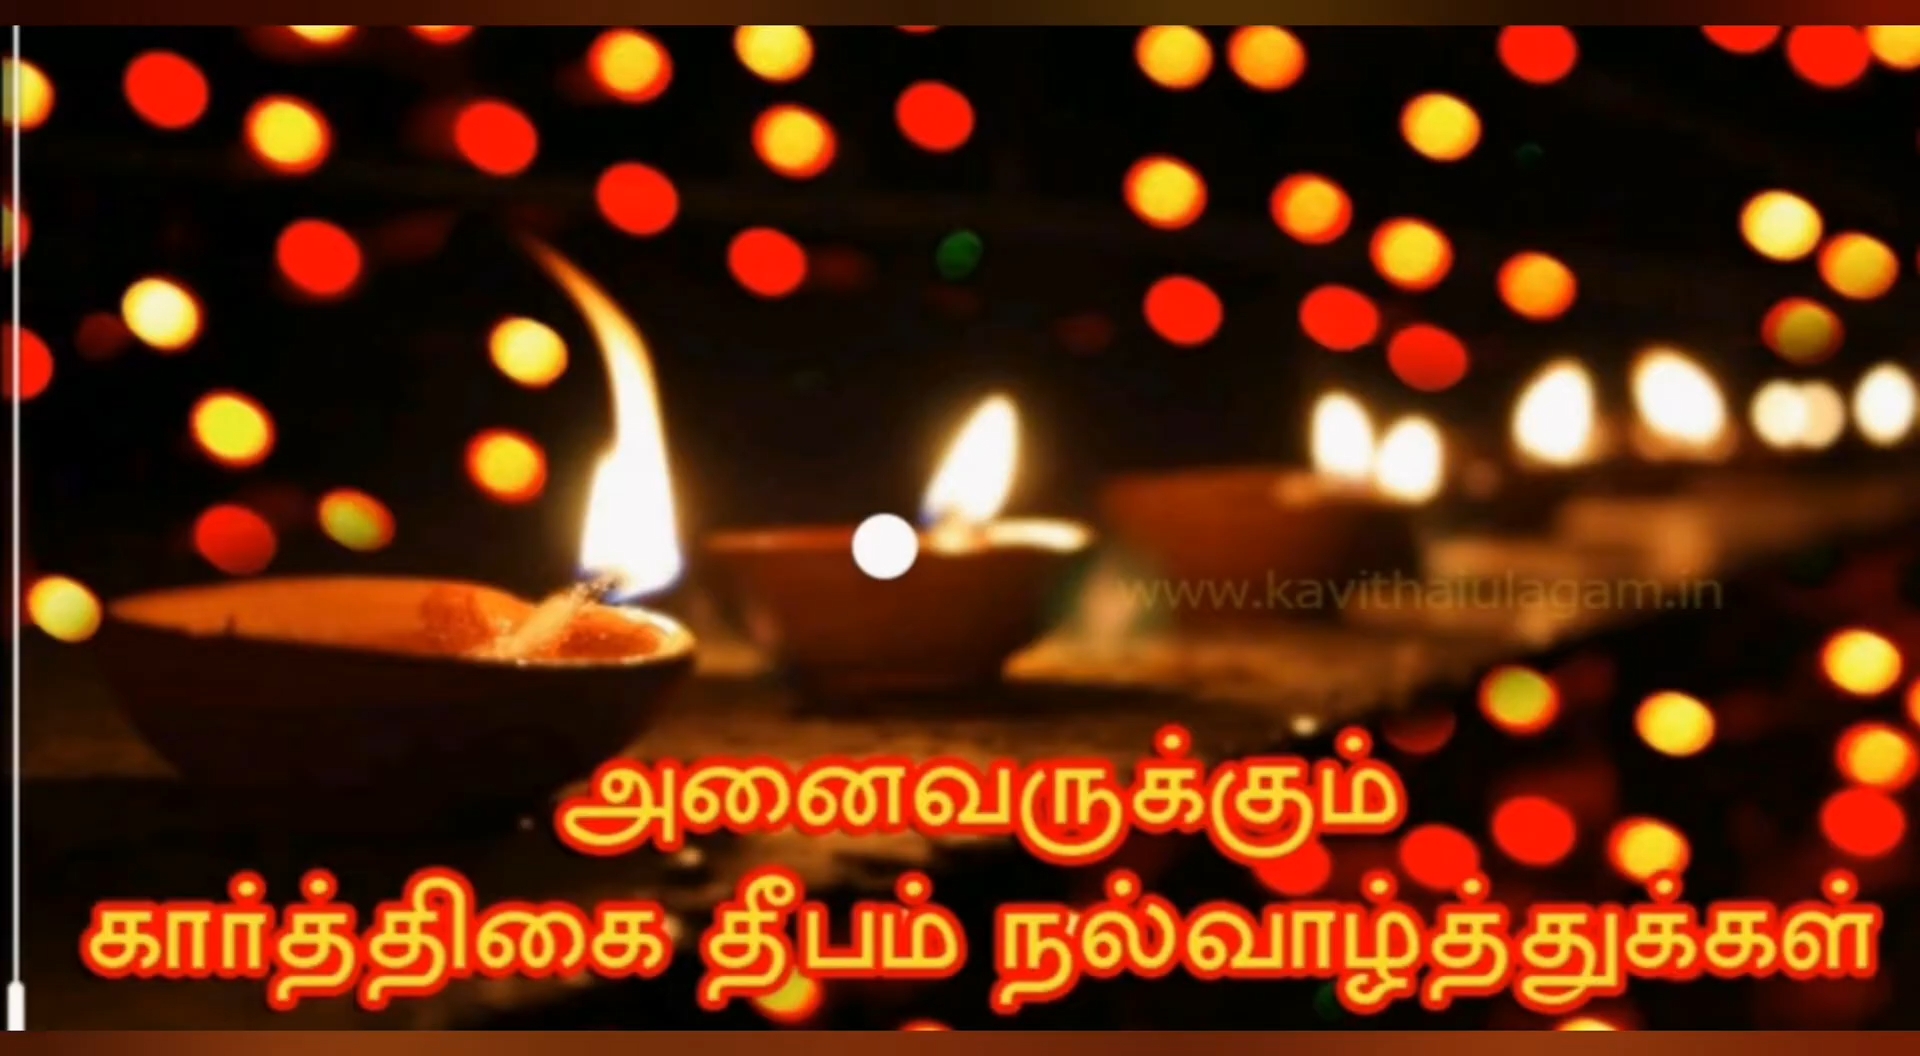 www.kavithaiulagam.in
அனைவருக்கும்
கார்த்திகை தீபம் நல்வாழ்த்துக்கள்